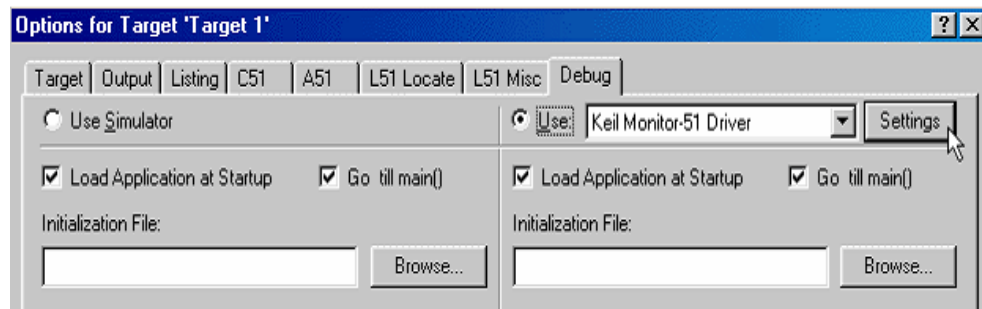 Options for Target 'Target 1'
Target Output Listing C51 A51 L51 Locate L51 Misc Debug
Use Simulator Use: Keil Monitor-51 Driver Settings
Load Application at Startup Go till main() Load Application at Startup Go till main()
Initialization File: Initialization File:
Browse... Browse...